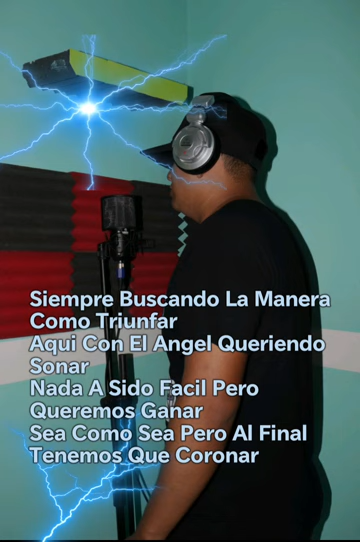 Siempre Buscando La Manera
Como Triunfar
Aqui Con El Angel Queriendo
Sonar
Nada A Sido Facil Pero
Queremos Ganar
Sea Como Sea Pero Al Final
Tenemos Que Coronar